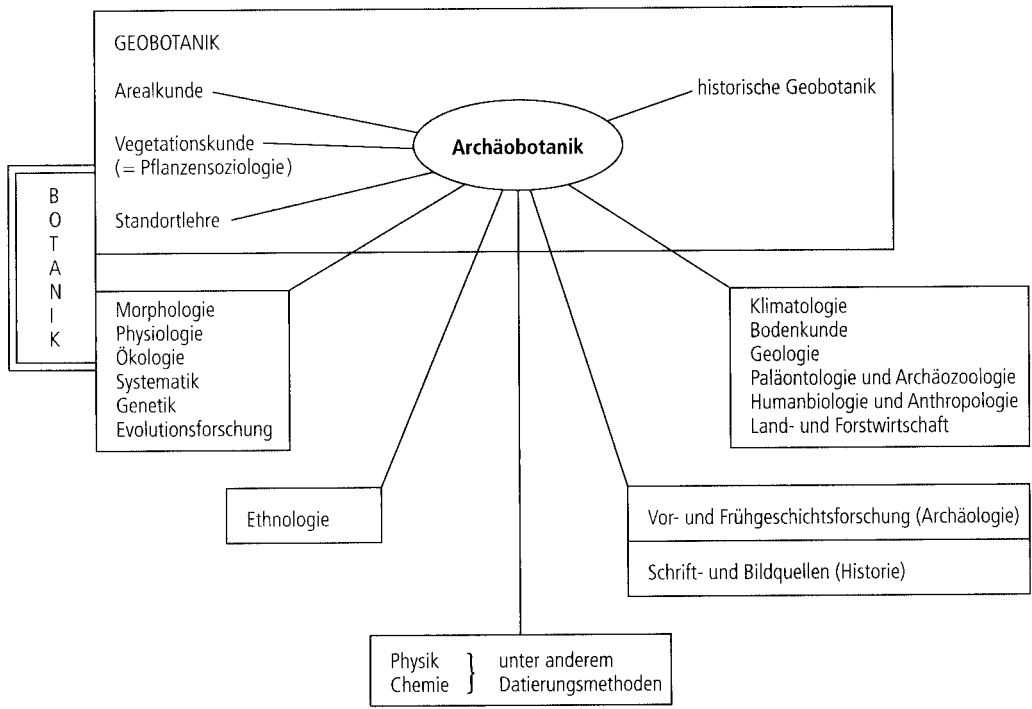 GEOBOTANIK
Arealkunde
historische Geobotanik
Archäobotanik
Vegetationskunde
(= Pflanzensoziologie)
Standortlehre
BOTANIK
Morphologie
Physiologie
Ökologie
Systematik
Genetik
Evolutionsforschung
Klimatologie
Bodenkunde
Geologie
Paläontologie und Archäozoologie
Humanbiologie und Anthropologie
Land- und Forstwirtschaft
Ethnologie
Vor- und Frühgeschichtsforschung (Archäologie)
Schrift- und Bildquellen (Historie)
Physik } unter anderem
Chemie Datierungsmethoden